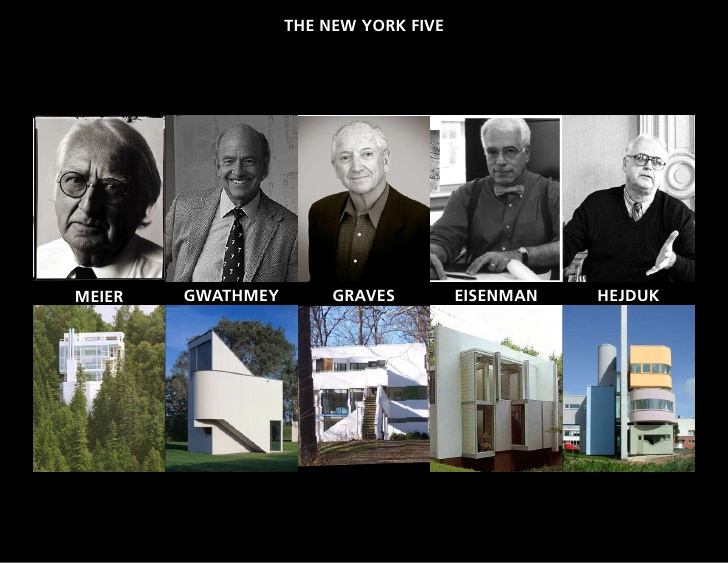 THE NEW YORK FIVE
MEIER
GWATHMEY
GRAVES
EISENMAN
HEJDUK